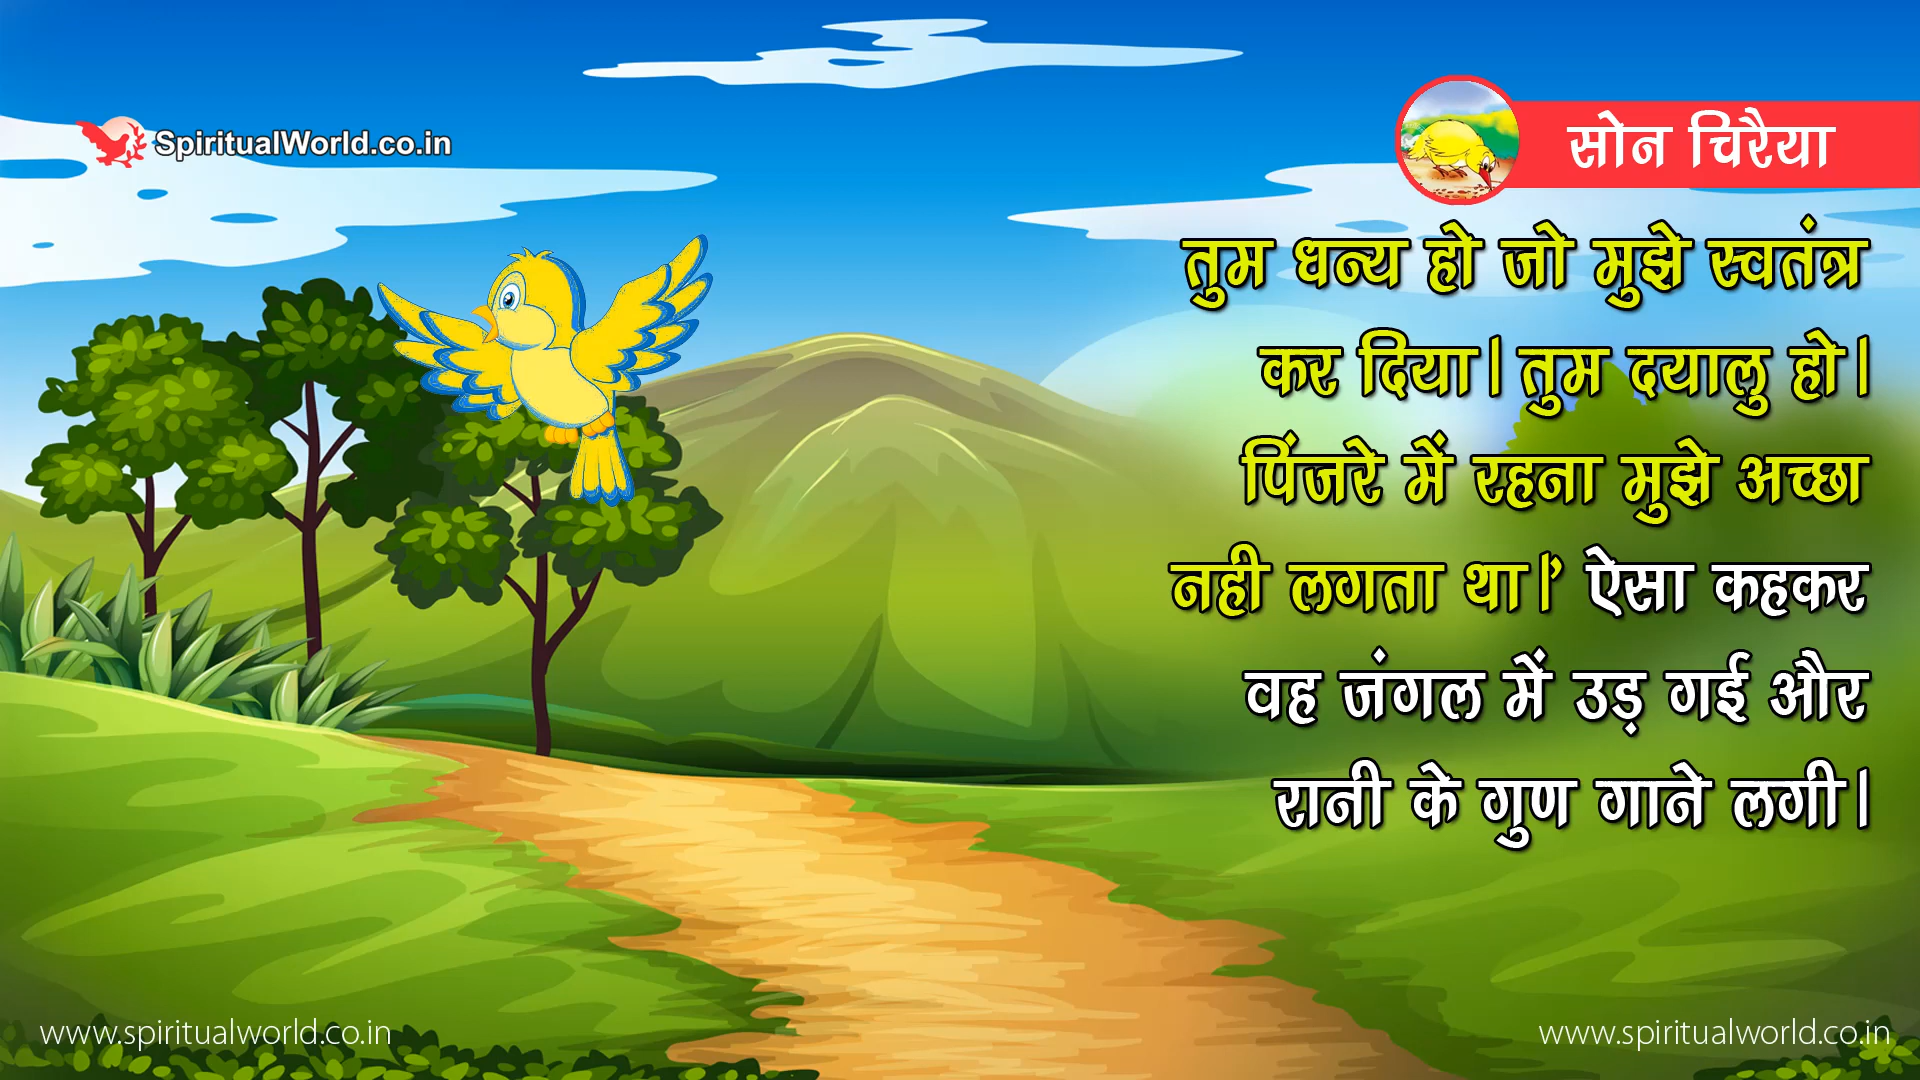 SpiritualWorld.co.in
सोन चिरैया
तुम धन्य हो जो मुझे स्वतंत्र
कर दिया। तुम दयालु हो।
पिंजरे में रहना मुझे अच्छा
नही लगता था।’ ऐसा कहकर
वह जंगल में उड़ गई और
रानी के गुण गाने लगी।
www.spiritualworld.co.in
www.spiritualworld.co.in